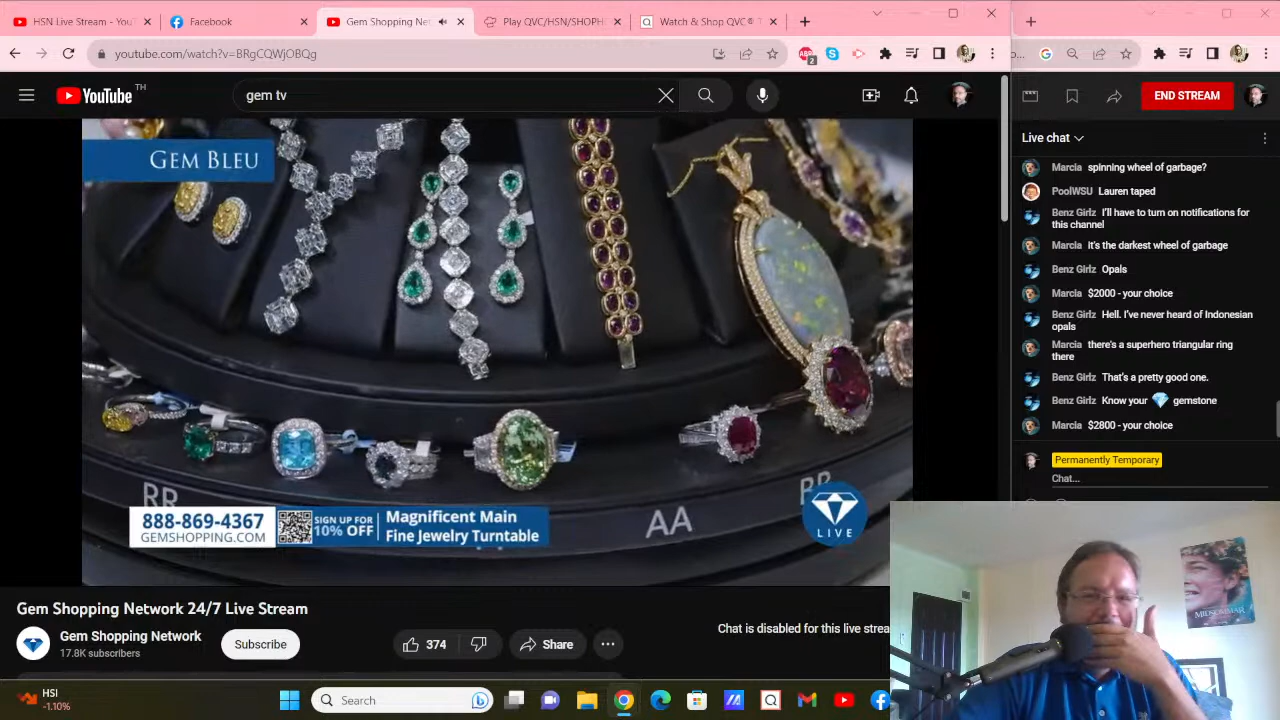 HSN Live Stream - You
Facebook
Gem Shopping Net
Play QVC/HSN/SHOPH
Watch & Shop QVC®
youtube.com/watch?v=BRgCQWjOBQg
ABP
2
YouTube
TH
gem tv
END STREAM
Live chat
GEM BLEU
Marcia spinning wheel of garbage?
PoolWSU Lauren taped
Benz Girlz I'll have to turn on notifications for
this channel
Marcia It's the darkest wheel of garbage
Benz Girlz Opals
Marcia $2000 - your choice
Benz Girlz Hell. I've never heard of Indonesian
opals
Marcia there's a superhero triangular ring
there
Benz Girlz That's a pretty good one.
Benz Girlz Know your 💎 gemstone
Marcia $2800 - your choice
Permanently Temporary
Chat...
RR
AA
BB
888-869-4367
GEMSHOPPING.COM
SIGN UP FOR
10% OFF
Magnificent Main
Fine Jewelry Turntable
LIVE
MIDSOMMAR
Gem Shopping Network 24/7 Live Stream
Gem Shopping Network
17.8K subscribers
Subscribe
374
Share
Chat is disabled for this live strea
HSI
-1.10%
Search